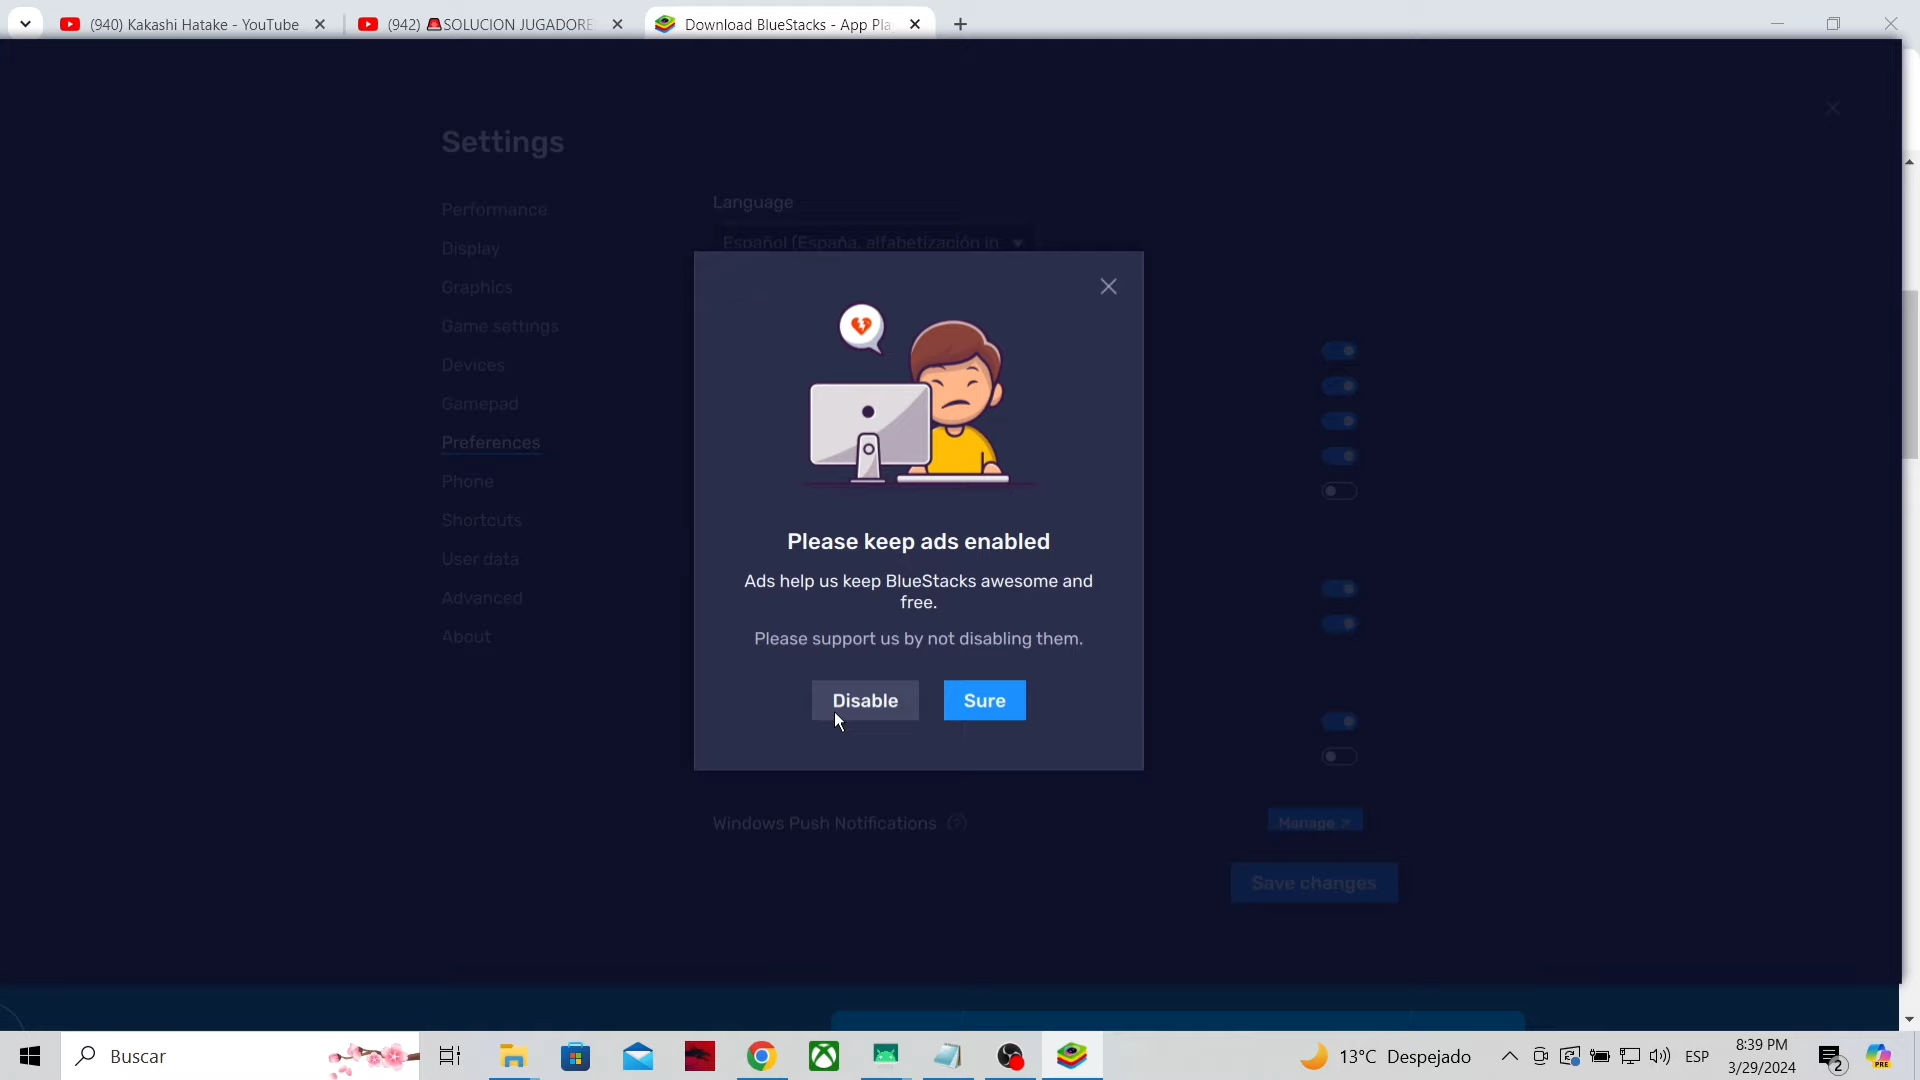 (940) Kakashi Hatake - YouTube
(942) 🚨SOLUCION JUGADORE
Download BlueStacks - App Pla
Settings
Performance
Display
Graphics
Game settings
Devices
Gamepad
Preferences
Phone
Shortcuts
User data
Advanced
About
Language
Español (España, alfabetización in
Please keep ads enabled
Ads help us keep BlueStacks awesome and
free.
Please support us by not disabling them.
Disable
Sure
Windows Push Notifications ?
Manage
Save changes
Buscar
13°C Despejado
ESP
8:39 PM
3/29/2024
2
PRE